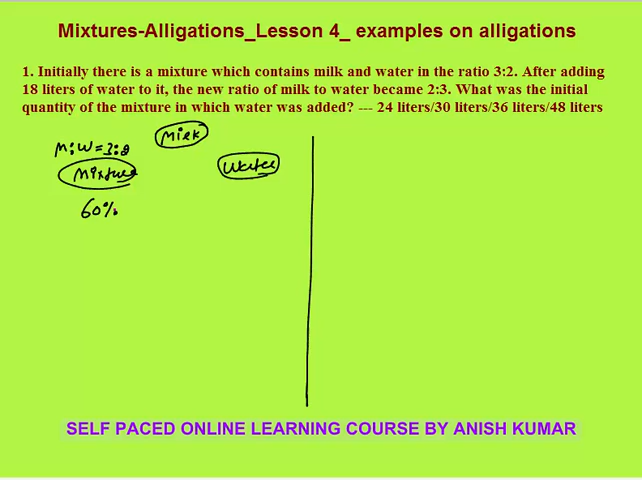 Mixtures-Alligations_Lesson 4_ examples on alligations
1. Initially there is a mixture which contains milk and water in the ratio 3:2. After adding
18 liters of water to it, the new ratio of milk to water became 2:3. What was the initial
quantity of the mixture in which water was added? --- 24 liters/30 liters/36 liters/48 liters
Milk
M:W=3:2
Water
Mixture
60%
SELF PACED ONLINE LEARNING COURSE BY ANISH KUMAR